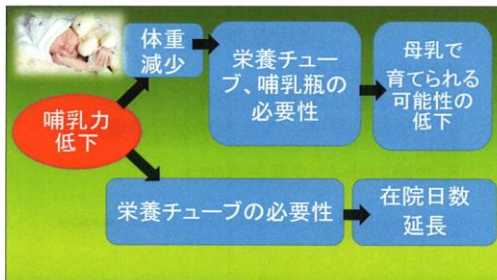 体重
減少
栄養チュー
ブ、哺乳瓶の
必要性
母乳で
育てられる
可能性の
低下
哺乳力
低下
栄養チューブの必要性
在院日数
延長